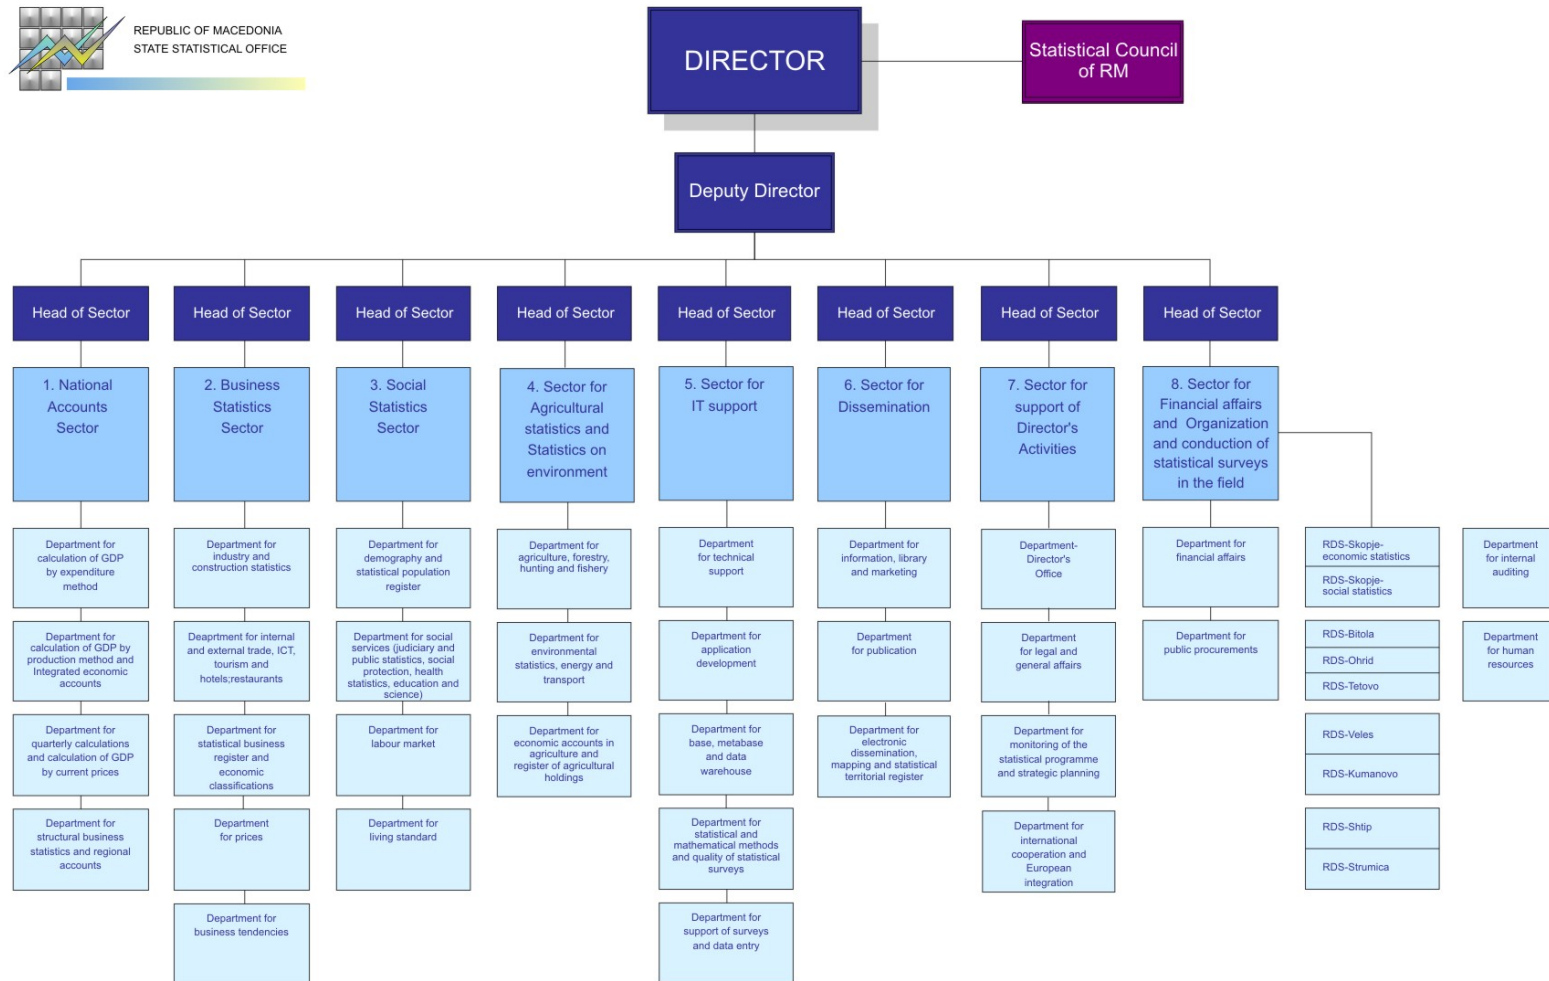 REPUBLIC OF MACEDONIA
STATE STATISTICAL OFFICE
DIRECTOR
Statistical Council
of RM
Deputy Director
Head of Sector
Head of Sector
Head of Sector
Head of Sector
Head of Sector
Head of Sector
Head of Sector
Head of Sector
1. National
Accounts
Sector
2. Business
Statistics
Sector
3. Social
Statistics
Sector
4. Sector for
Agricultural
statistics and
Statistics on
environment
5. Sector for
IT support
6. Sector for
Dissemination
7. Sector for
support of
Director's
Activities
8. Sector for
Financial affairs
and Organization
and conduction of
statistical surveys
in the field
Department for
calculation of GDP
by expenditure
method
Department for
industry and
construction statistics
Department for
demography and
statistical population
register
Department for
agriculture, forestry,
hunting and fishery
Department
for technical
support
Department for
information, library
and marketing
Department-
Director's
Office
Department for
financial affairs
RDS-Skopje-
economic statistics
RDS-Skopje-
social statistics
Department
for internal
auditing
Department for
calculation of GDP by
production method and
Integrated economic
accounts
Deaprtment for internal
and external trade, ICT,
tourism and
hotels;restaurants
Department for social
services (judiciary and
public statistics, social
protection, health
statistics, education and
science)
Department for
environmental
statistics, energy and
transport
Department for
application
development
Department
for publication
Department
for legal and
general affairs
Department for
public procurements
RDS-Bitola
RDS-Ohrid
RDS-Tetovo
Department
for human
resources
Department for
quarterly calculations
and calculation of GDP
by current prices
Department for
statistical business
register and
economic
classifications
Department for
labour market
Department for
economic accounts in
agriculture and
register of agricultural
holdings
Department for
base, metabase
and data
warehouse
Department for
electronic
dissemination,
mapping and statistical
territorial register
Department for
monitoring of the
statistical programme
and strategic planning
RDS-Veles
RDS-Kumanovo
Department for
structural business
statistics and regional
accounts
Department
for prices
Department for
living standard
Department for
statistical and
mathematical methods
and quality of statistical
surveys
Department for
international
cooperation and
European
integration
RDS-Shtip
RDS-Strumica
Department for
business tendencies
Department for
support of surveys
and data entry